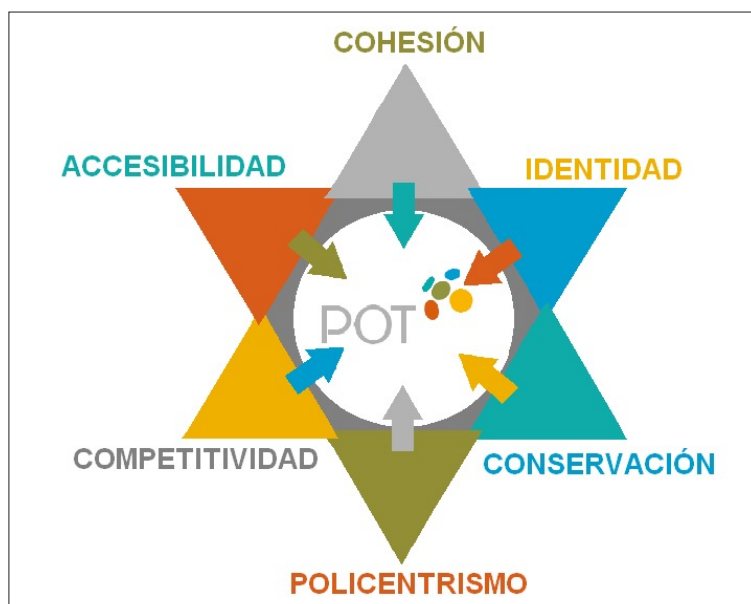 COHESIÓN
ACCESIBILIDAD
IDENTIDAD
POT
COMPETITIVIDAD
CONSERVACIÓN
POLICENTRISMO